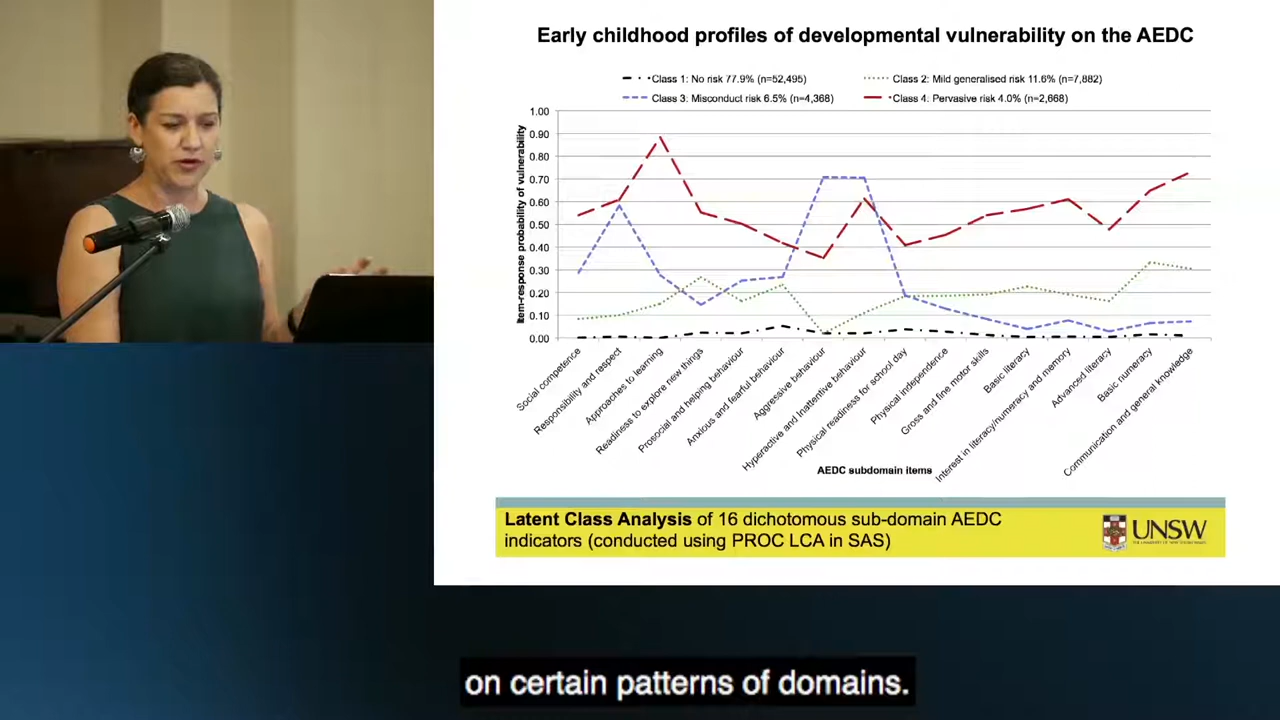 Early childhood profiles of developmental vulnerability on the AEDC
Class 1: No risk 77.9% (n=52,495)
Class 2: Mild generalised risk 11.6% (n=7,882)
Class 3: Misconduct risk 6.5% (n=4,368)
Class 4: Pervasive risk 4.0% (n=2,668)
Item-response probability of vulnerability
1.00
0.90
0.80
0.70
0.60
0.50
0.40
0.30
0.20
0.10
0.00
Social competence
Responsibility and respect
Approaches to learning
Readiness to explore new things
Prosocial and helping behaviour
Anxious and fearful behaviour
Aggressive behaviour
Hyperactive and Inattentive behaviour
Physical readiness for school day
Physical independence
Gross and fine motor skills
Basic literacy
Interest in literacy/numeracy and memory
Advanced literacy
Basic numeracy
Communication and general knowledge
AEDC subdomain items
Latent Class Analysis of 16 dichotomous sub-domain AEDC
indicators (conducted using PROC LCA in SAS)
UNSW
on certain patterns of domains.